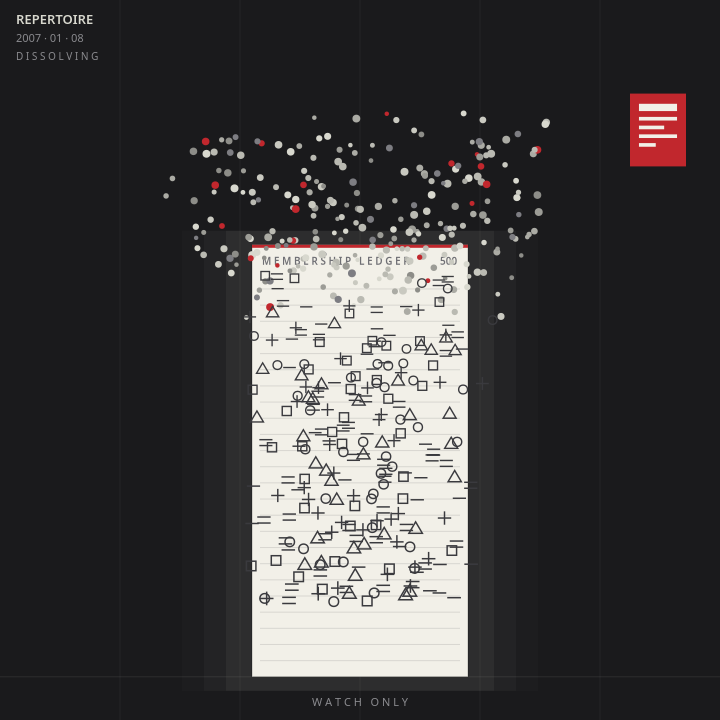 REPERTOIRE
2007 · 01 · 08
DISSOLVING
MEMBERSHIP LEDGER 500
WATCH ONLY